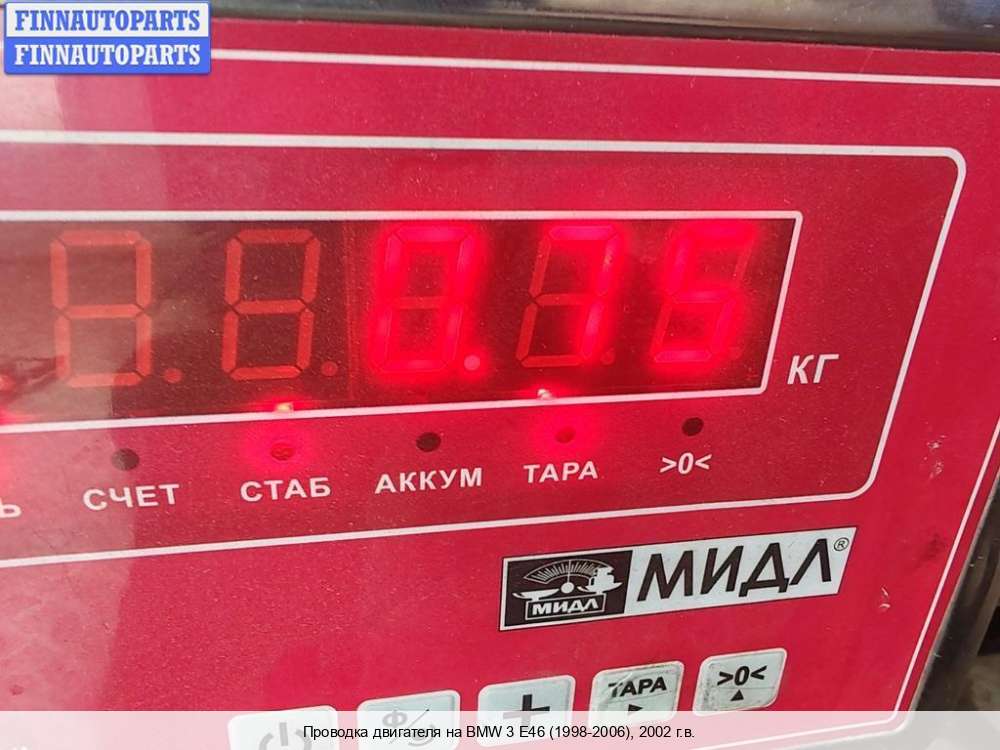 FINNAUTOPARTS
FINNAUTOPARTS
0.75
КГ
СЧЕТ
СТАБ
АККУМ
ТАРА
>0<
МИДЛ
МИДЛ®
ТАРА
>0<
Проводка двигателя на BMW 3 E46 (1998-2006), 2002 г.в.